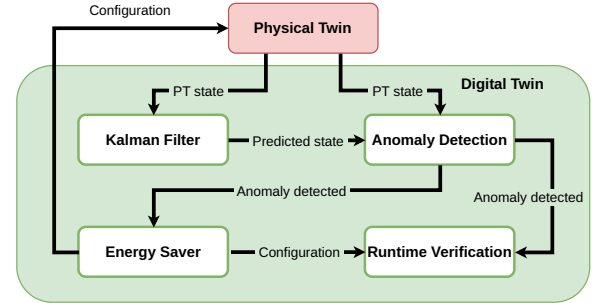 Configuration
Physical Twin
Digital Twin
PT state
PT state
Kalman Filter
Predicted state
Anomaly Detection
Anomaly detected
Anomaly detected
Energy Saver
Configuration
Runtime Verification